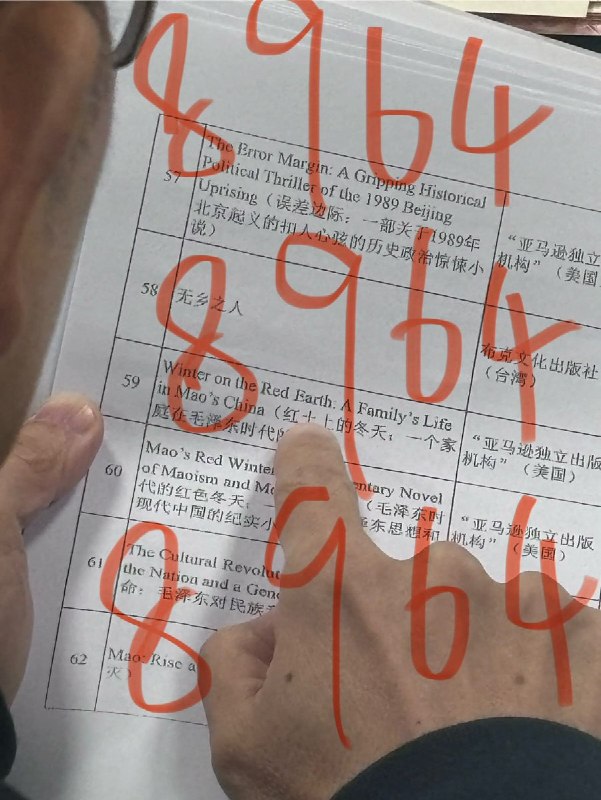 8964
57
The Error Margin: A Gripping Historical
Political Thriller of the 1989 Beijing
Uprising（误差边际：一部关于1989年
北京起义的扣人心弦的历史政治惊悚小
说）
“亚马逊独立
机构”（美国
8964
58
无乡之人
布克文化出版社
（台湾）
59
Winter on the Red Earth: A Family's Life
in Mao's China（红土上的冬天：一个家
庭在毛泽东时代的
“亚马逊独立出版
机构”（美国）
60
Mao's Red Winter
of Maoism and
Novel
代的红色冬天：
（毛泽东时
现代中国的纪实小
东思想和
“亚马逊独立出版
机构”（美国）
8964
61
The Cultural
the Nation and a
命：毛泽东对民族
62
Mao: Rise
灭）